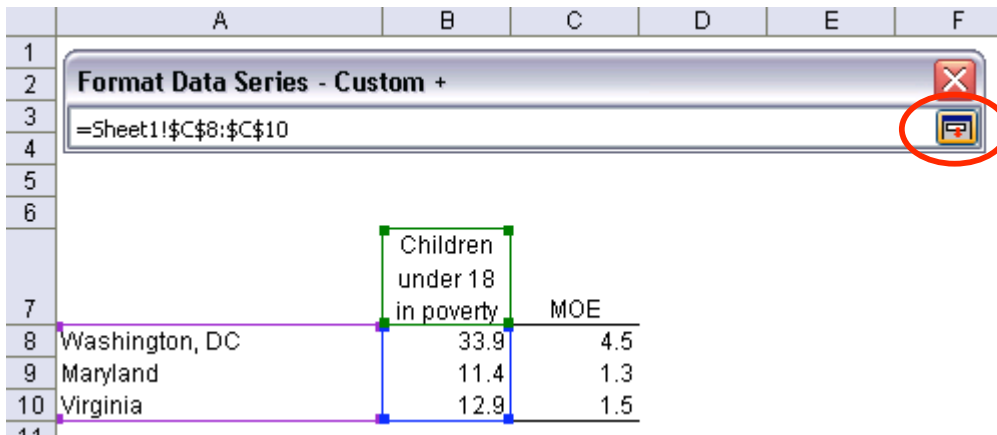 A B C D E F
1
2 Format Data Series - Custom +
3 =Sheet1!$C$8:$C$10
4
5
6
Children
under 18
7 in poverty MOE
8 Washington, DC 33.9 4.5
9 Maryland 11.4 1.3
10 Virginia 12.9 1.5
11